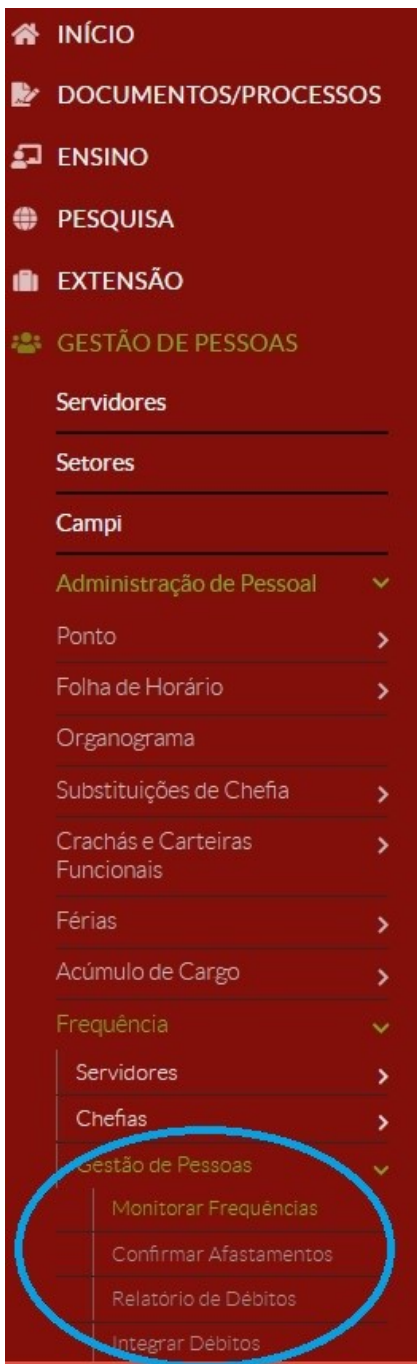 INÍCIO
DOCUMENTOS/PROCESSOS
ENSINO
PESQUISA
EXTENSÃO
GESTÃO DE PESSOAS
Servidores
Setores
Campi
Administração de Pessoal
Ponto
Folha de Horário
Organograma
Substituições de Chefia
Crachás e Carteiras
Funcionais
Férias
Acúmulo de Cargo
Frequência
Servidores
Chefias
Gestão de Pessoas
Monitorar Frequências
Confirmar Afastamentos
Relatório de Débitos
Integrar Débitos